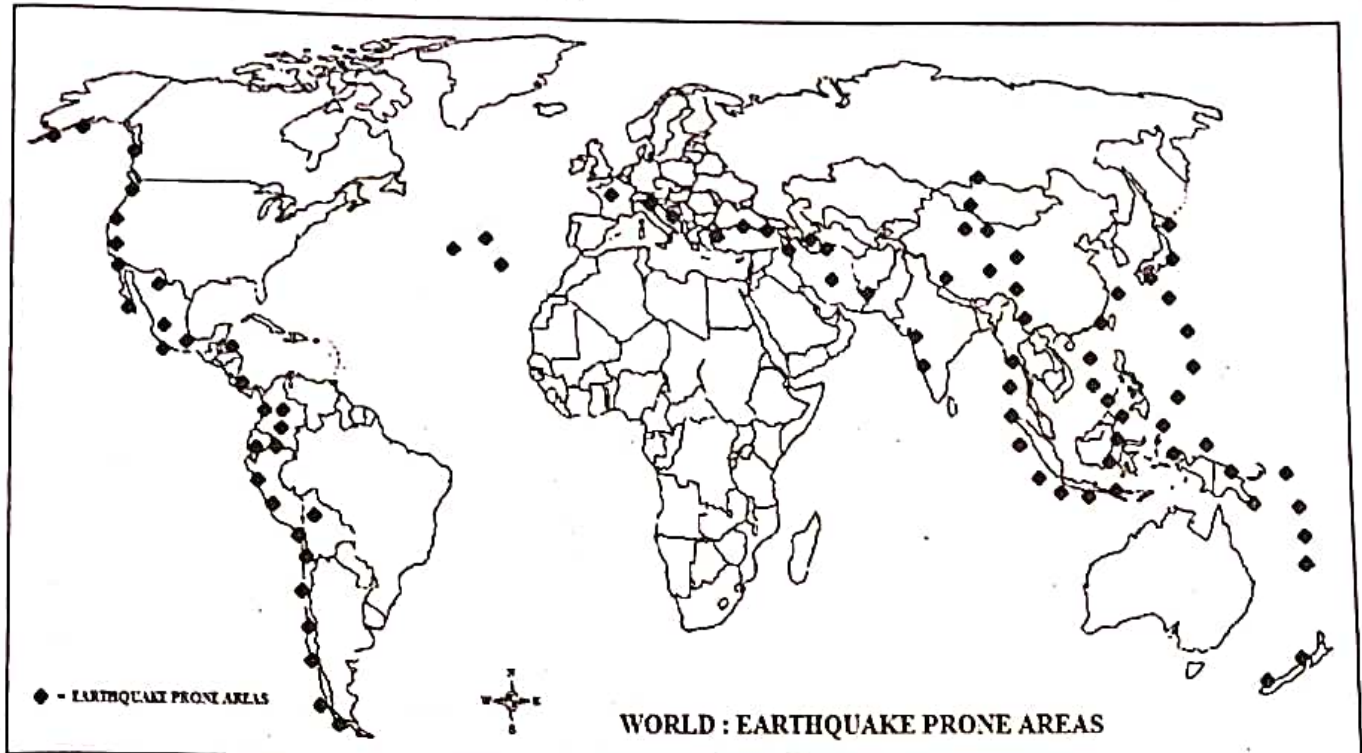 ◆ = EARTHQUAKE PRONE AREAS
N
W E
S
WORLD : EARTHQUAKE PRONE AREAS